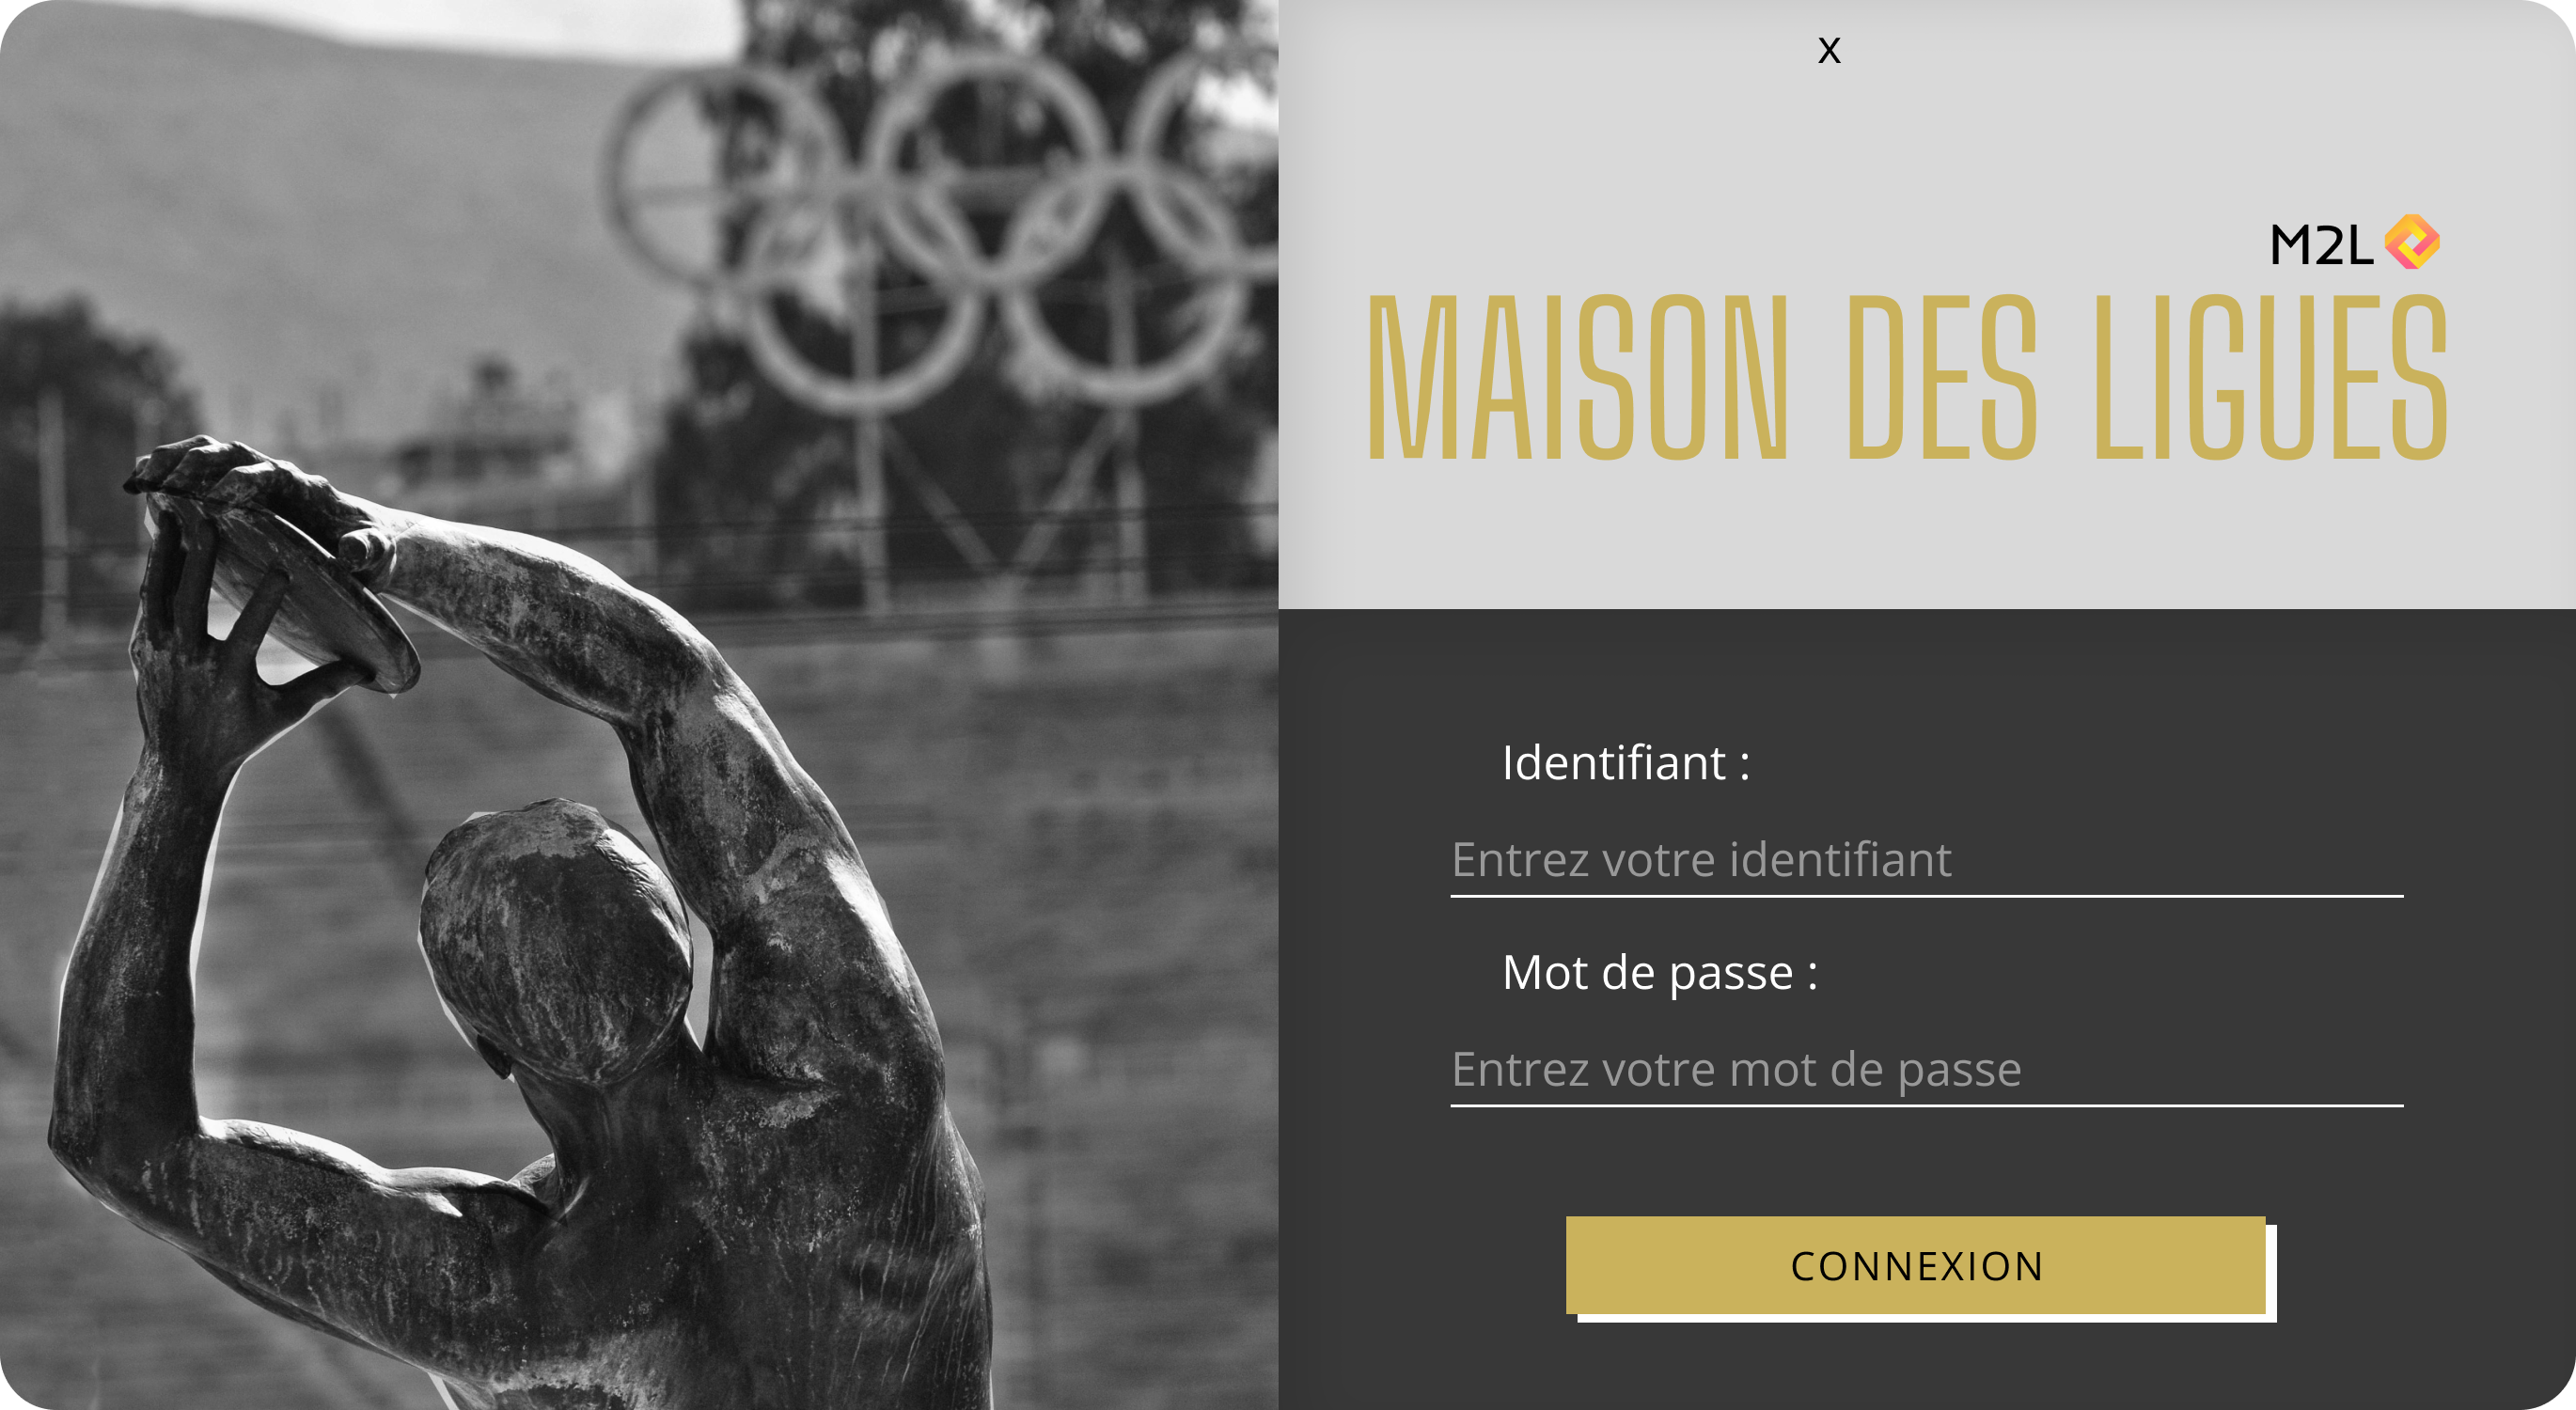 x
M2L
MAISON DES LIGUES
Identifiant :
Entrez votre identifiant
Mot de passe :
Entrez votre mot de passe
CONNEXION